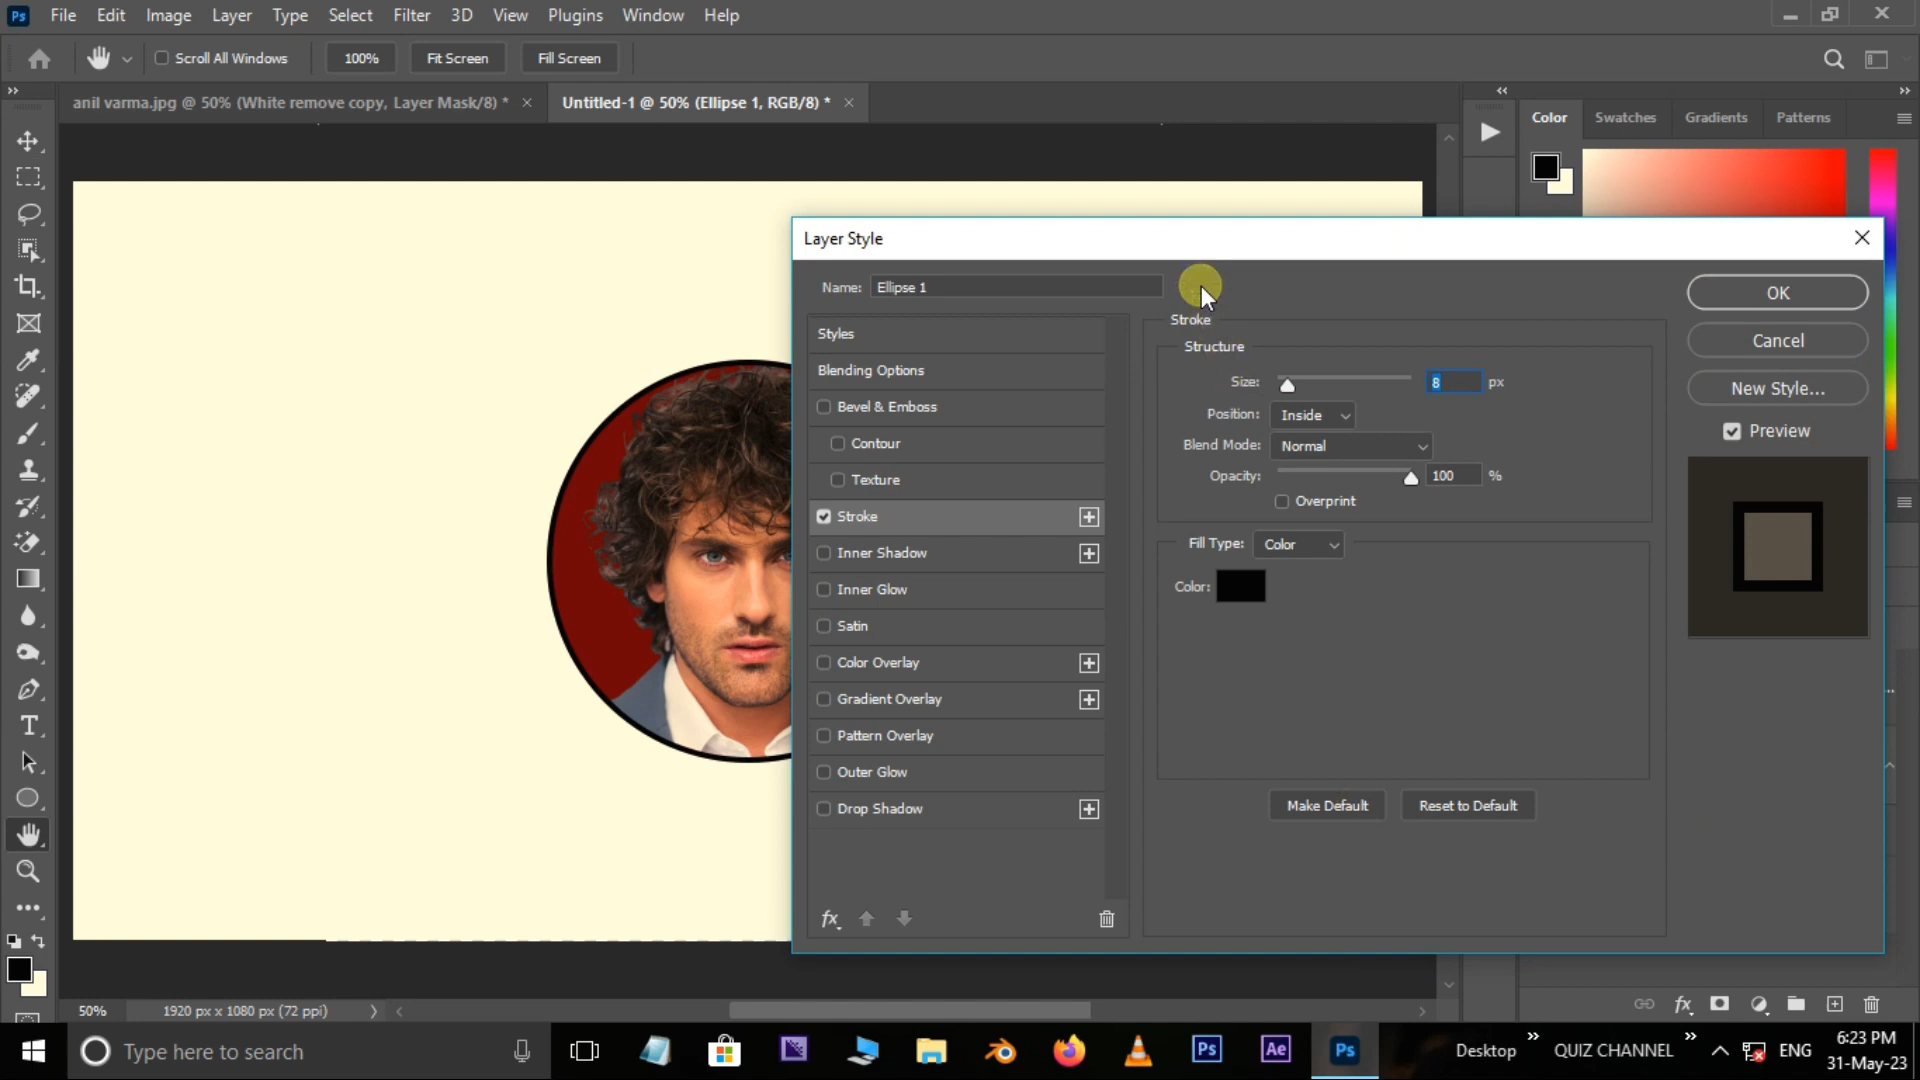 Ps File Edit Image Layer Type Select Filter 3D View Plugins Window Help
Scroll All Windows 100% Fit Screen Fill Screen
anil varma.jpg @ 50% (White remove copy, Layer Mask/8) * × Untitled-1 @ 50% (Ellipse 1, RGB/8) * ×
Color Swatches Gradients Patterns
Layer Style
Name: Ellipse 1
OK
Cancel
New Style...
Preview
Styles
Blending Options
Bevel & Emboss
Contour
Texture
Stroke
Inner Shadow
Inner Glow
Satin
Color Overlay
Gradient Overlay
Pattern Overlay
Outer Glow
Drop Shadow
fx
Stroke
Structure
Size: 8 px
Position: Inside
Blend Mode: Normal
Opacity: 100 %
Overprint
Fill Type: Color
Color:
Make Default Reset to Default
T
50% 1920 px x 1080 px (72 ppi)
fx
Type here to search
Ps Ae Ps
Desktop QUIZ CHANNEL ENG
6:23 PM
31-May-23